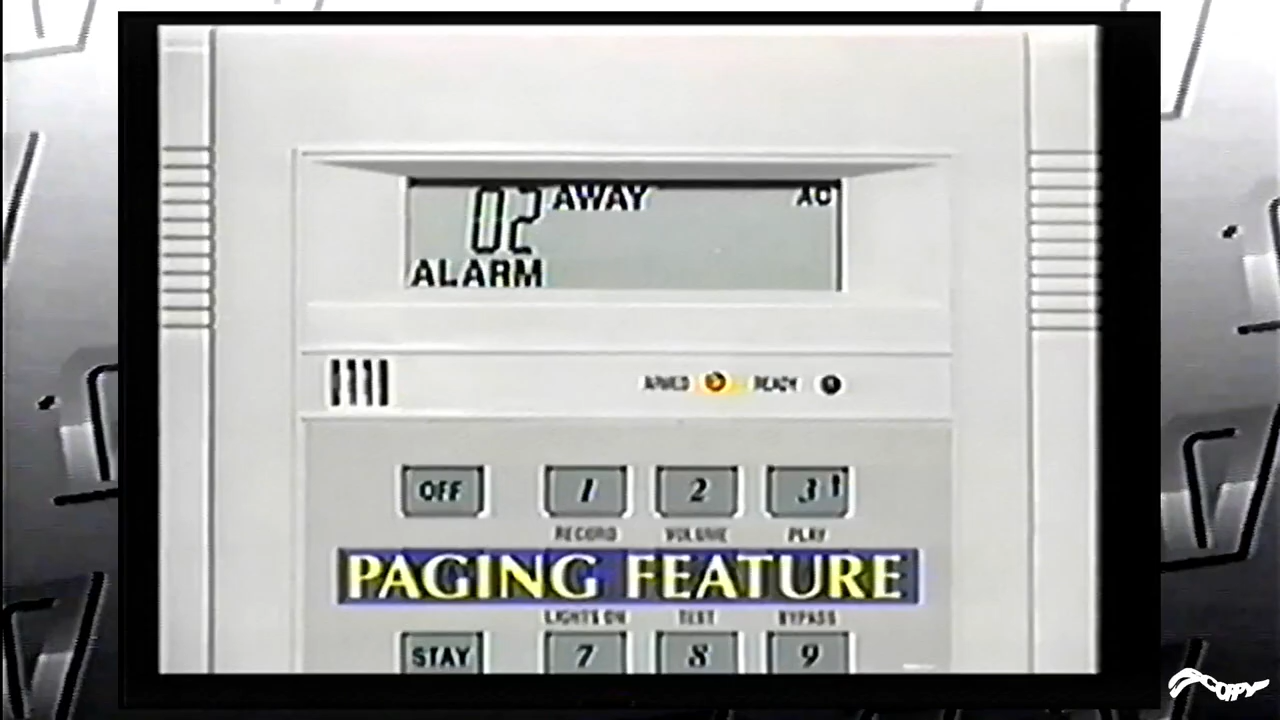 02 AWAY AC
ALARM
ARMED READY
OFF 1 2 3
RECORD VOLUME PLAY
PAGING FEATURE
LIGHTS ON TEST BYPASS
STAY 7 8 9